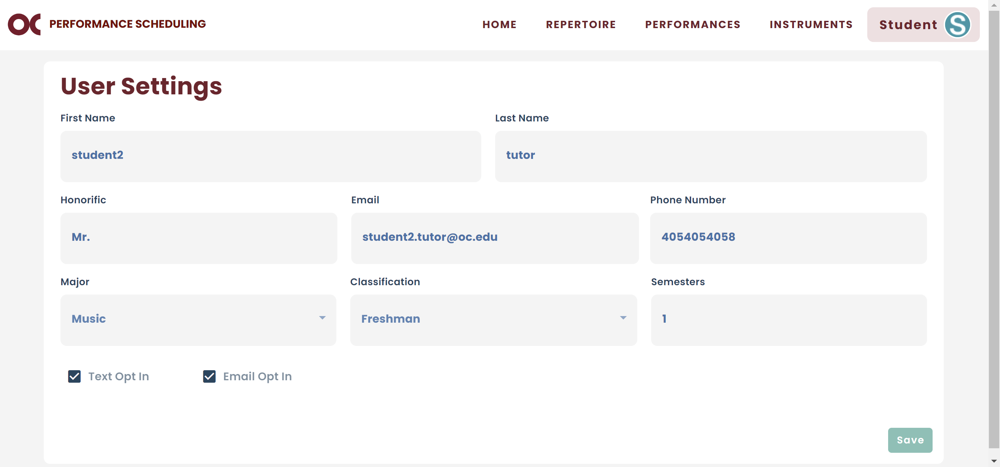 OC PERFORMANCE SCHEDULING HOME REPERTOIRE PERFORMANCES INSTRUMENTS Student S
User Settings
First Name Last Name
student2 tutor
Honorific Email Phone Number
Mr. student2.tutor@oc.edu 4054054058
Major Classification Semesters
Music Freshman 1
Text Opt In Email Opt In
Save